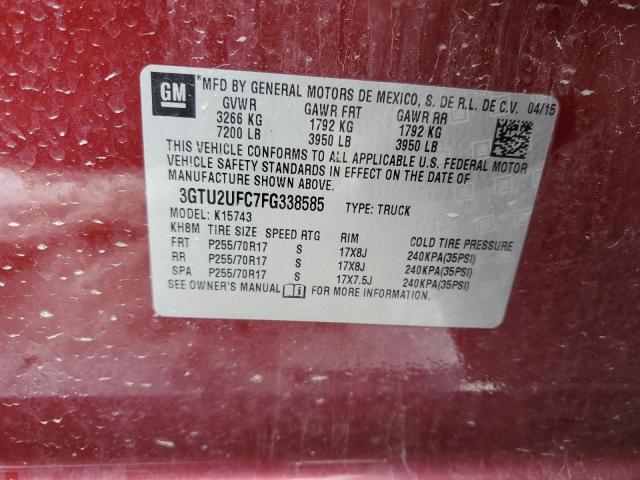 GM
*MFD BY GENERAL MOTORS DE MEXICO, S. DE R.L. DE C.V. 04/15
GVWR GAWR FRT GAWR RR
3266 KG 1792 KG 1792 KG
7200 LB 3950 LB 3950 LB
THIS VEHICLE CONFORMS TO ALL APPLICABLE U.S. FEDERAL MOTOR
VEHICLE SAFETY STANDARDS IN EFFECT ON THE DATE OF
MANUFACTURE SHOWN ABOVE.
3GTU2UFC7FG338585 TYPE: TRUCK
MODEL: K15743
KH8M TIRE SIZE SPEED RTG RIM COLD TIRE PRESSURE
FRT P255/70R17 S 17X8J 240KPA(35PSI)
RR P255/70R17 S 17X8J 240KPA(35PSI)
SPA P255/70R17 S 17X7.5J 240KPA(35PSI)
SEE OWNER'S MANUAL FOR MORE INFORMATION.